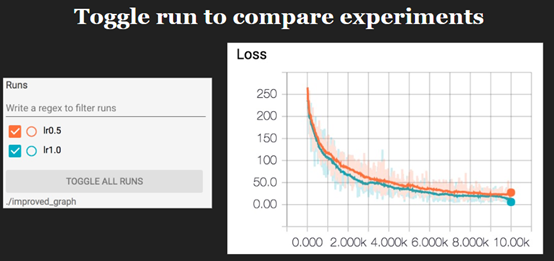 Toggle run to compare experiments
Runs
Write a regex to filter runs
lr0.5
lr1.0
TOGGLE ALL RUNS
./improved_graph
Loss
250
200
150
100
50.0
0.00
0.000 2.000k 4.000k 6.000k 8.000k 10.00k